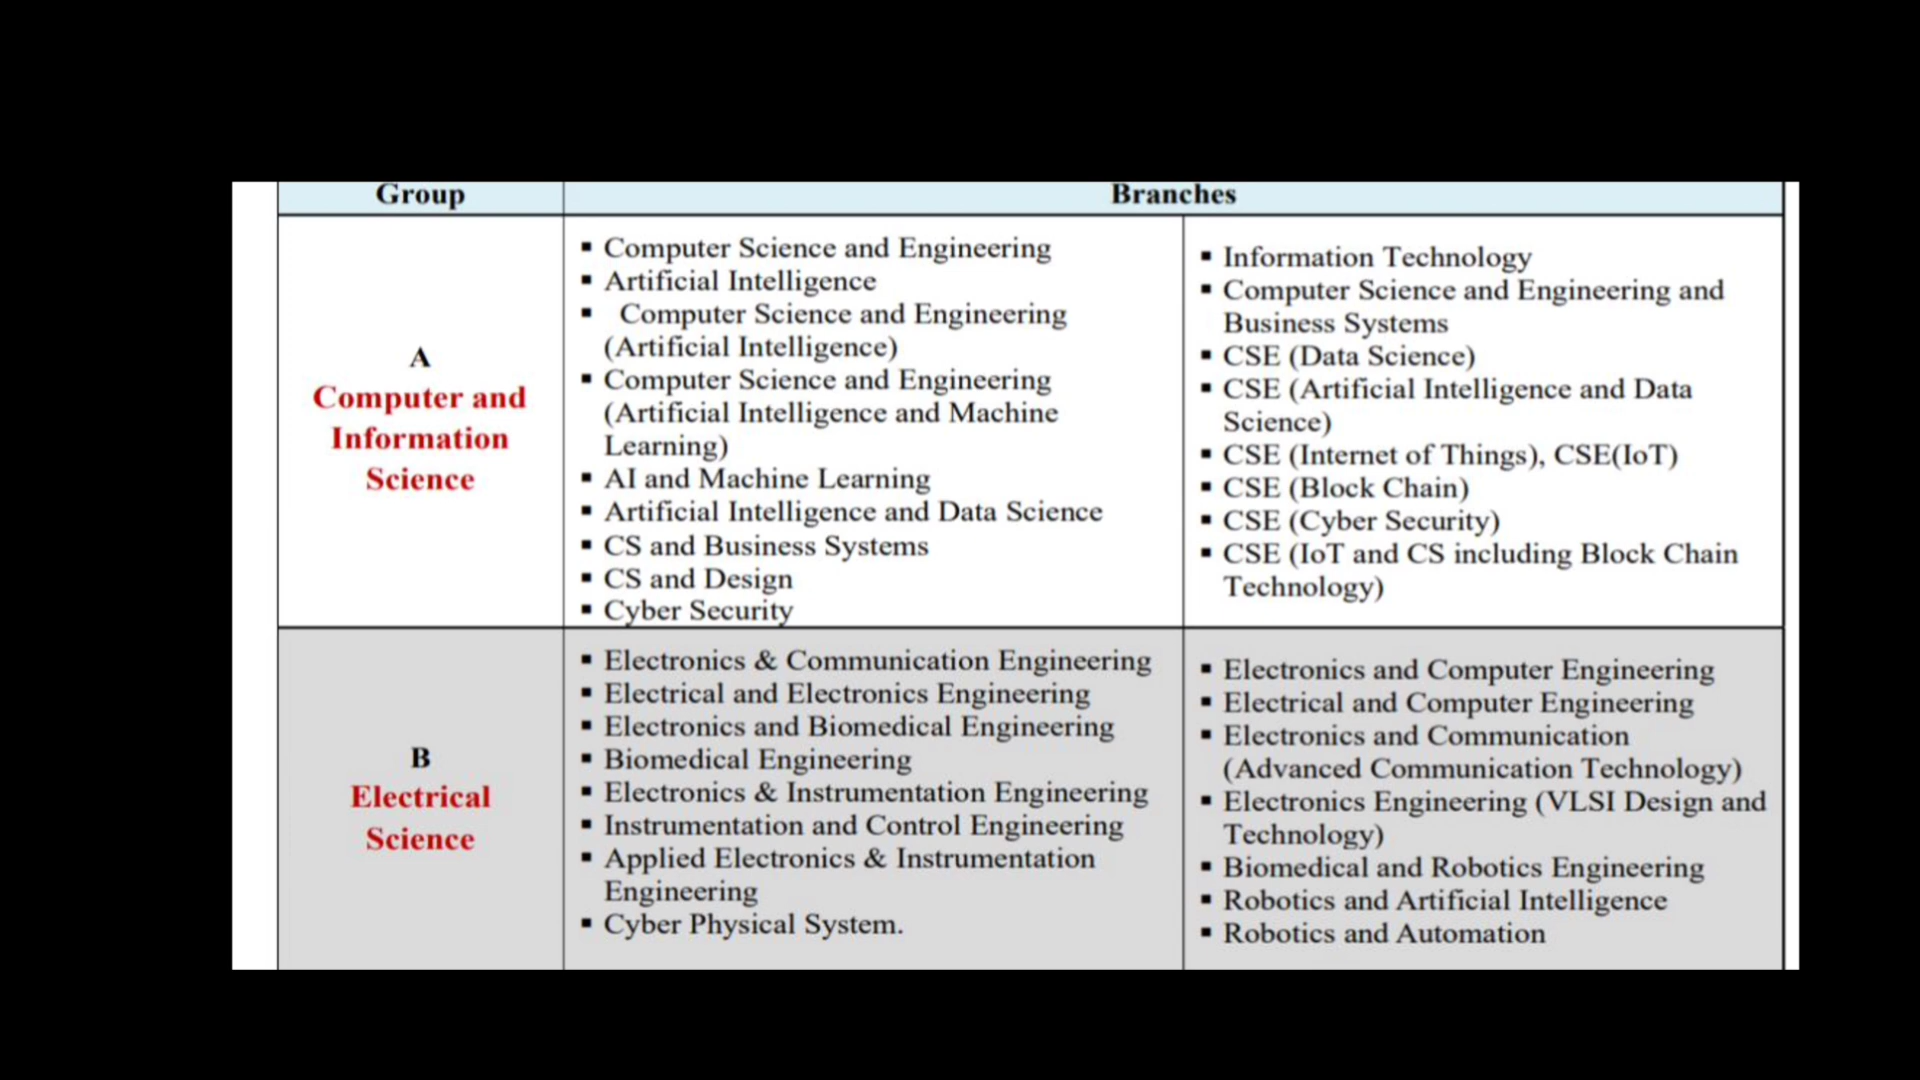 Group
Branches
A
Computer and
Information
Science
▪ Computer Science and Engineering
▪ Artificial Intelligence
▪ Computer Science and Engineering
(Artificial Intelligence)
▪ Computer Science and Engineering
(Artificial Intelligence and Machine
Learning)
▪ AI and Machine Learning
▪ Artificial Intelligence and Data Science
▪ CS and Business Systems
▪ CS and Design
▪ Cyber Security
▪ Information Technology
▪ Computer Science and Engineering and
Business Systems
▪ CSE (Data Science)
▪ CSE (Artificial Intelligence and Data
Science)
▪ CSE (Internet of Things), CSE(IoT)
▪ CSE (Block Chain)
▪ CSE (Cyber Security)
▪ CSE (IoT and CS including Block Chain
Technology)
B
Electrical
Science
▪ Electronics & Communication Engineering
▪ Electrical and Electronics Engineering
▪ Electronics and Biomedical Engineering
▪ Biomedical Engineering
▪ Electronics & Instrumentation Engineering
▪ Instrumentation and Control Engineering
▪ Applied Electronics & Instrumentation
Engineering
▪ Cyber Physical System.
▪ Electronics and Computer Engineering
▪ Electrical and Computer Engineering
▪ Electronics and Communication
(Advanced Communication Technology)
▪ Electronics Engineering (VLSI Design and
Technology)
▪ Biomedical and Robotics Engineering
▪ Robotics and Artificial Intelligence
▪ Robotics and Automation